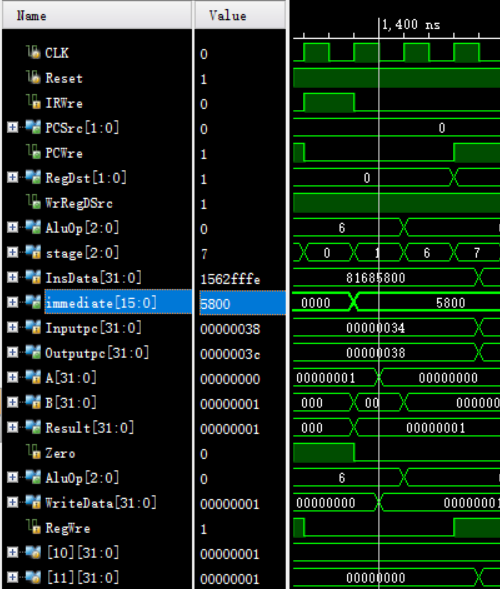 Name Value
1,400 ns
CLK 0
Reset 1
IRWre 0
PCSrc[1:0] 0 0
PCWre 1
RegDst[1:0] 1 0
WrRegDSrc 1
AluOp[2:0] 0 6
stage[2:0] 7 0 1 6 7
InsData[31:0] 1562fffe 81685800
immediate[15:0] 5800 0000 5800
Inputpc[31:0] 00000038 00000034
Outputpc[31:0] 0000003c 00000038
A[31:0] 00000000 00000001 00000000
B[31:0] 00000001 000 00 000000
Result[31:0] 00000001 000 00000001
Zero 0
AluOp[2:0] 0 6
WriteData[31:0] 00000001 00000000 00000001
RegWre 1
[10][31:0] 00000001
[11][31:0] 00000001 00000000